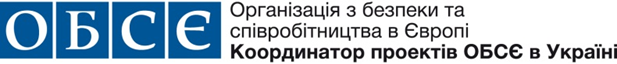 ОБСЄ
Організація з безпеки та
співробітництва в Європі
Координатор проектів ОБСЄ в Україні